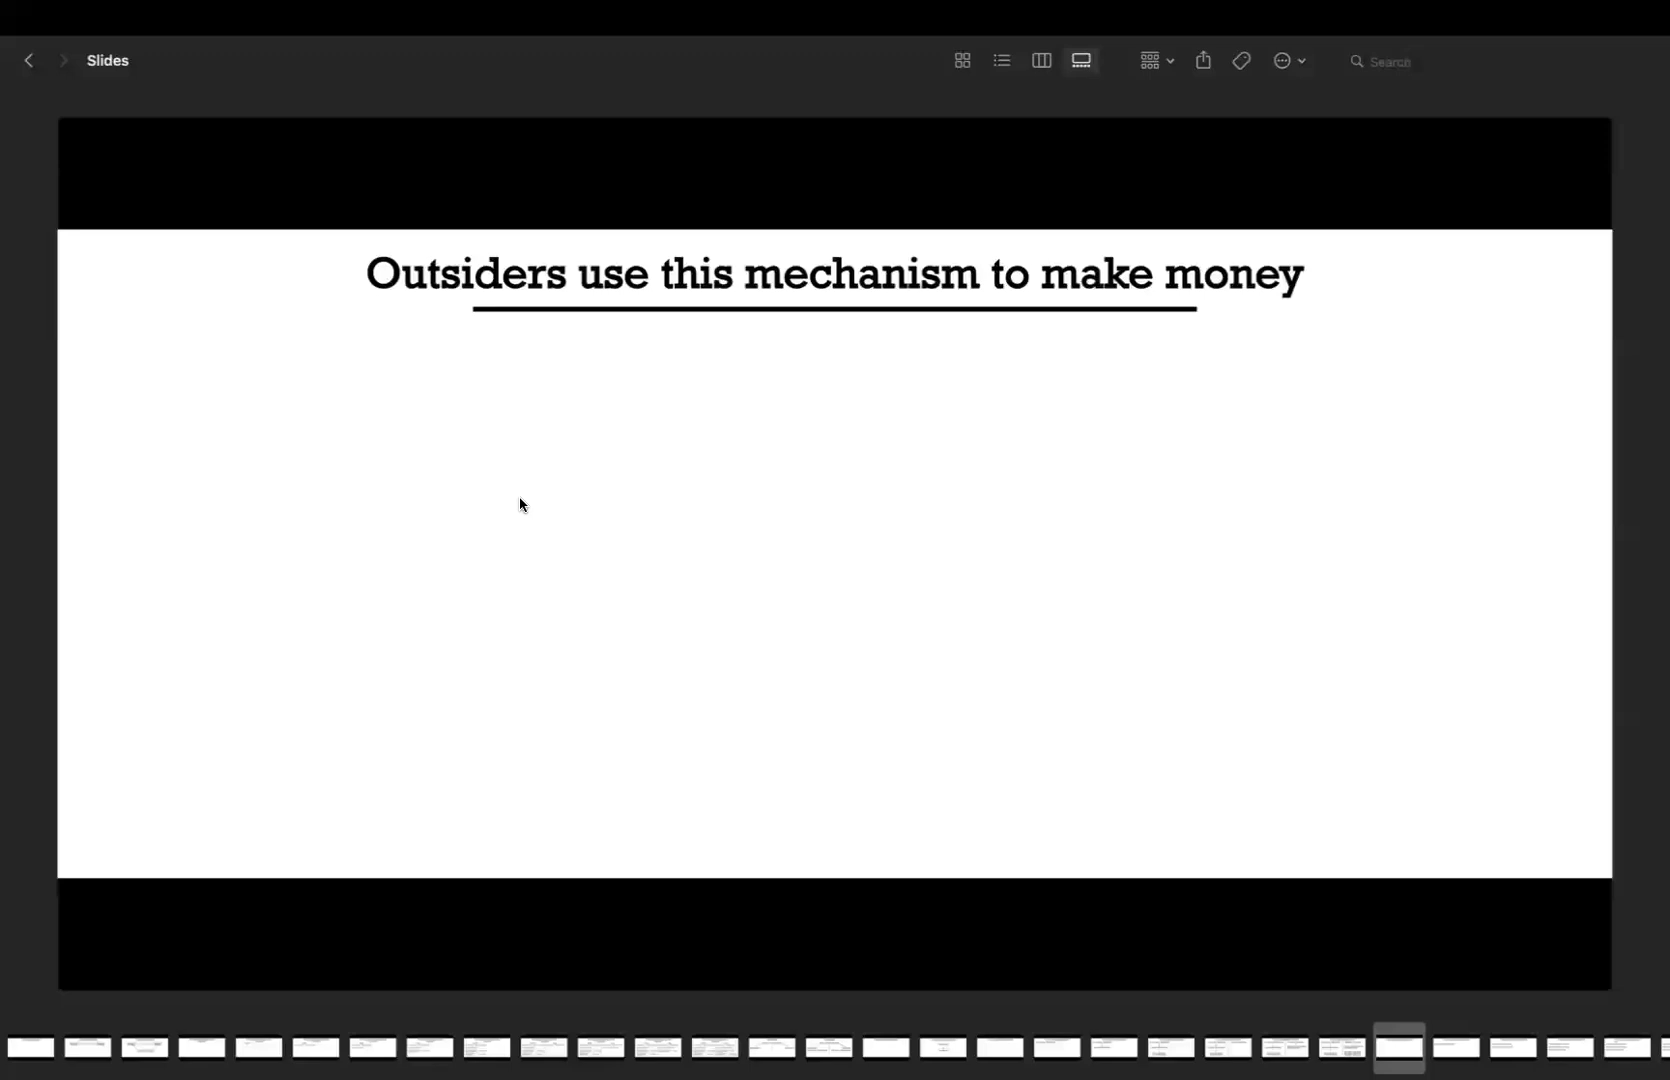 Slides
Search
Outsiders use this mechanism to make money